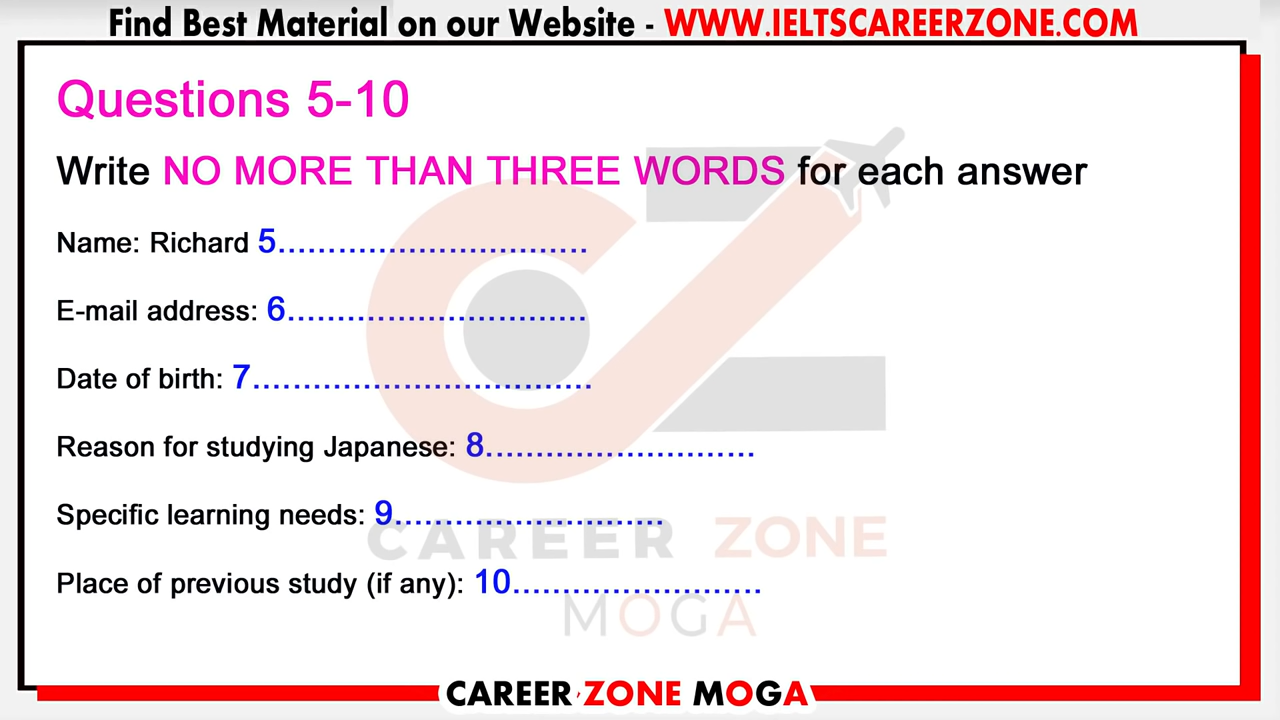 Find Best Material on our Website - WWW.IELTSCAREERZONE.COM
Questions 5-10
Write NO MORE THAN THREE WORDS for each answer
Name: Richard 5...............................
E-mail address: 6..............................
Date of birth: 7..................................
Reason for studying Japanese: 8...........................
Specific learning needs: 9...........................
CAREER ZONE
Place of previous study (if any): 10.........................
MOGA
CAREER ZONE MOGA